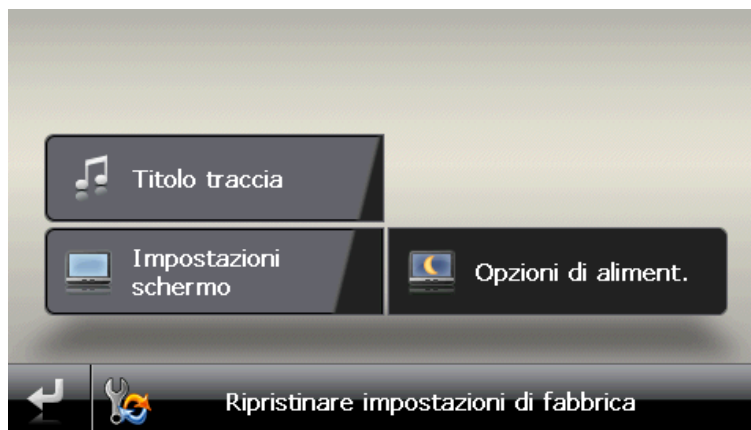 Titolo traccia
Impostazioni
schermo
Opzioni di aliment.
Ripristinare impostazioni di fabbrica